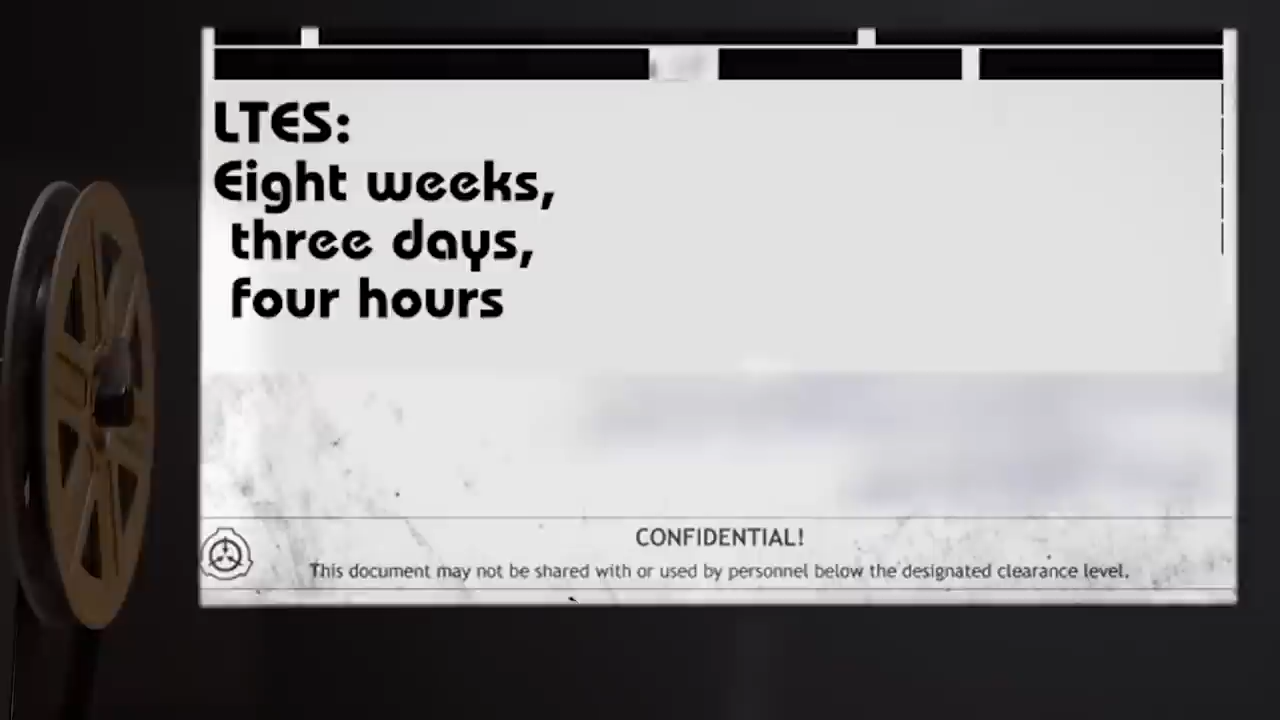 LTES:
Eight weeks,
three days,
four hours
CONFIDENTIAL!
This document may not be shared with or used by personnel below the designated clearance level.